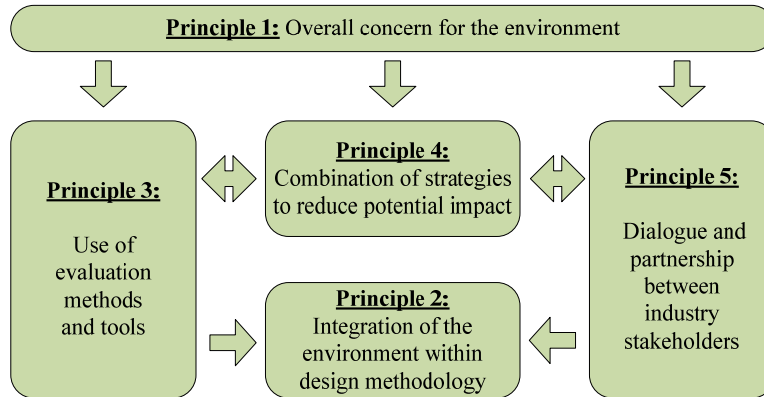 Principle 1: Overall concern for the environment
Principle 3:
Use of
evaluation
methods
and tools
Principle 4:
Combination of strategies
to reduce potential impact
Principle 2:
Integration of the
environment within
design methodology
Principle 5:
Dialogue and
partnership
between
industry
stakeholders